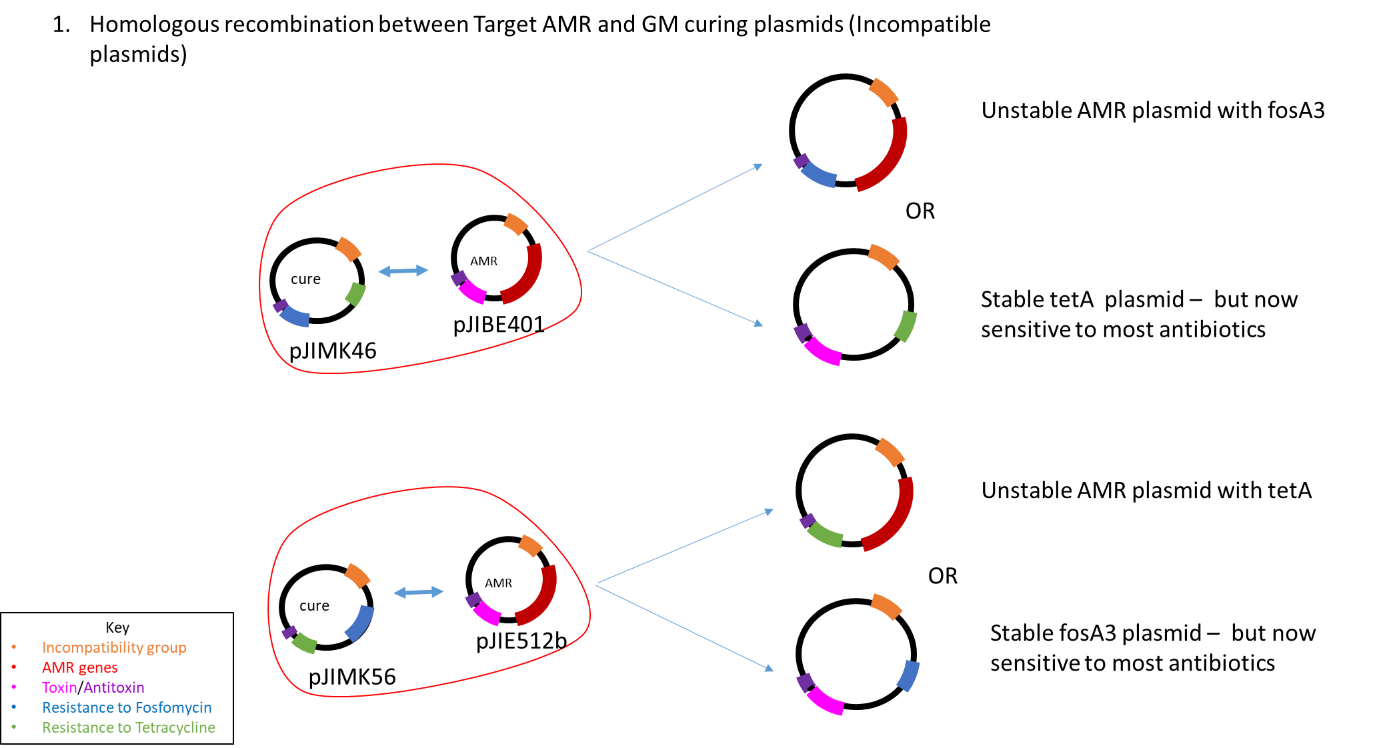 1. Homologous recombination between Target AMR and GM curing plasmids (Incompatible
plasmids)
Unstable AMR plasmid with fosA3
OR
cure
AMR
pJIMK46
pJIBE401
Stable tetA plasmid – but now
sensitive to most antibiotics
Unstable AMR plasmid with tetA
OR
cure
AMR
pJIMK56
pJIE512b
Stable fosA3 plasmid – but now
sensitive to most antibiotics
Key
• Incompatibility group
• AMR genes
• Toxin/Antitoxin
• Resistance to Fosfomycin
• Resistance to Tetracycline